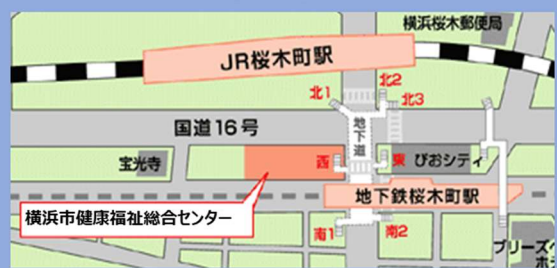 横浜桜木郵便局
JR桜木町駅
北1
北2
北3
国道16号
地下道
宝光寺
西
東
ぴおシティ
地下鉄桜木町駅
横浜市健康福祉総合センター
南1
南2
ブリーズベ
ホ